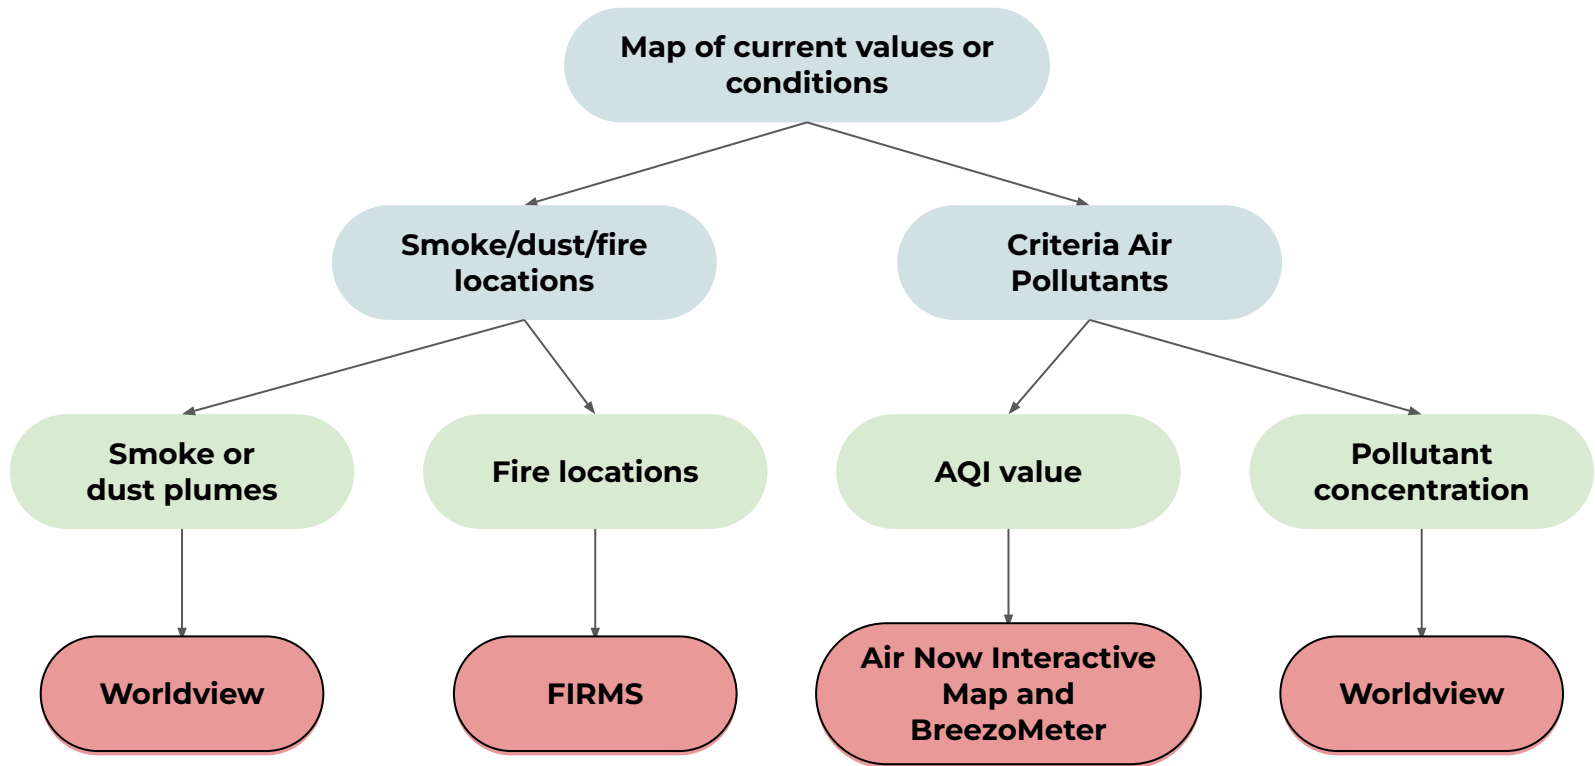 Map of current values or
conditions
Smoke/dust/fire
locations
Criteria Air
Pollutants
Smoke or
dust plumes
Fire locations
AQI value
Pollutant
concentration
Worldview
FIRMS
Air Now Interactive
Map and
BreezoMeter
Worldview